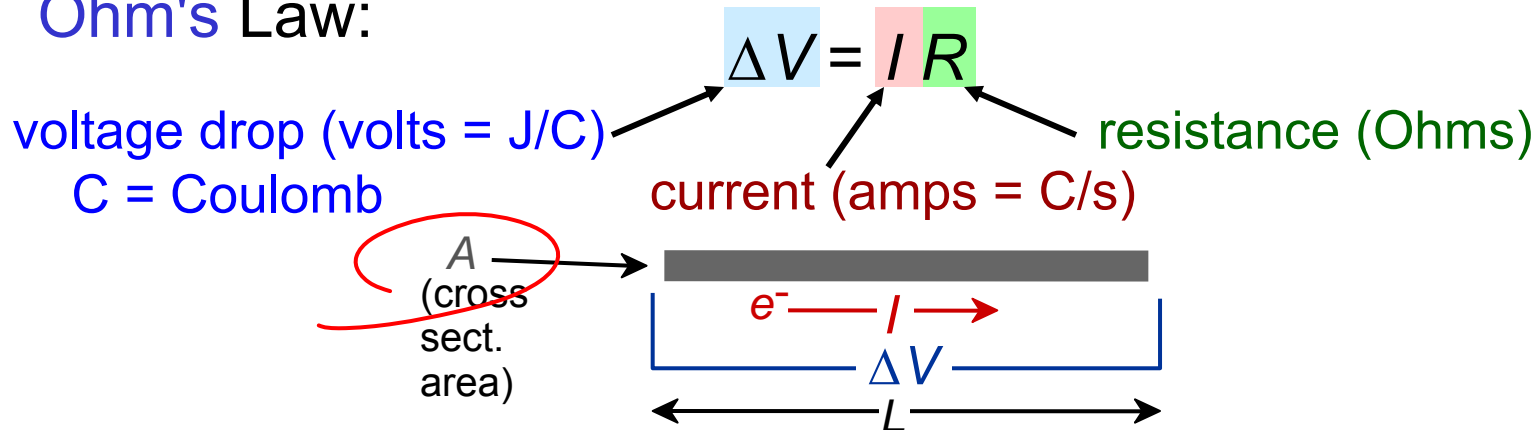 Ohm's Law:
ΔV = I R
voltage drop (volts = J/C)
resistance (Ohms)
C = Coulomb
current (amps = C/s)
A
(cross
sect.
area)
e⁻ I
ΔV
L